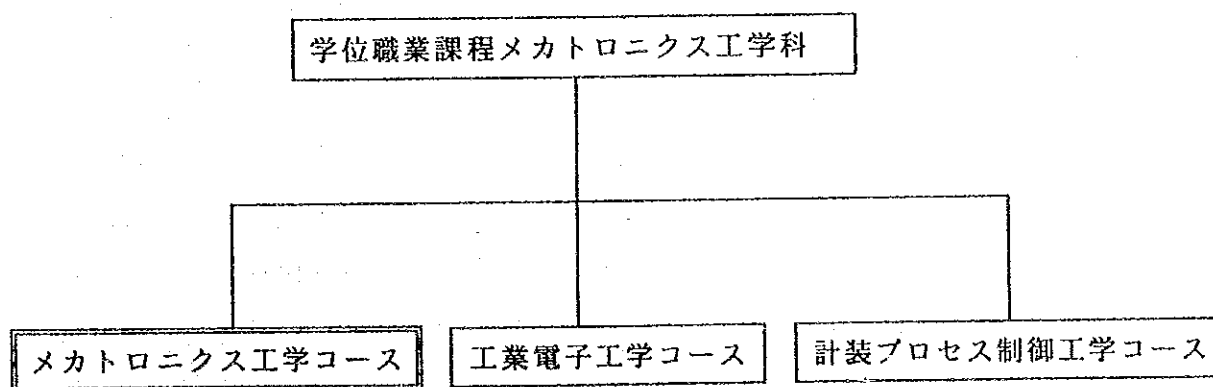 学位職業課程メカトロニクス工学科
メカトロニクス工学コース
工業電子工学コース
計装プロセス制御工学コース